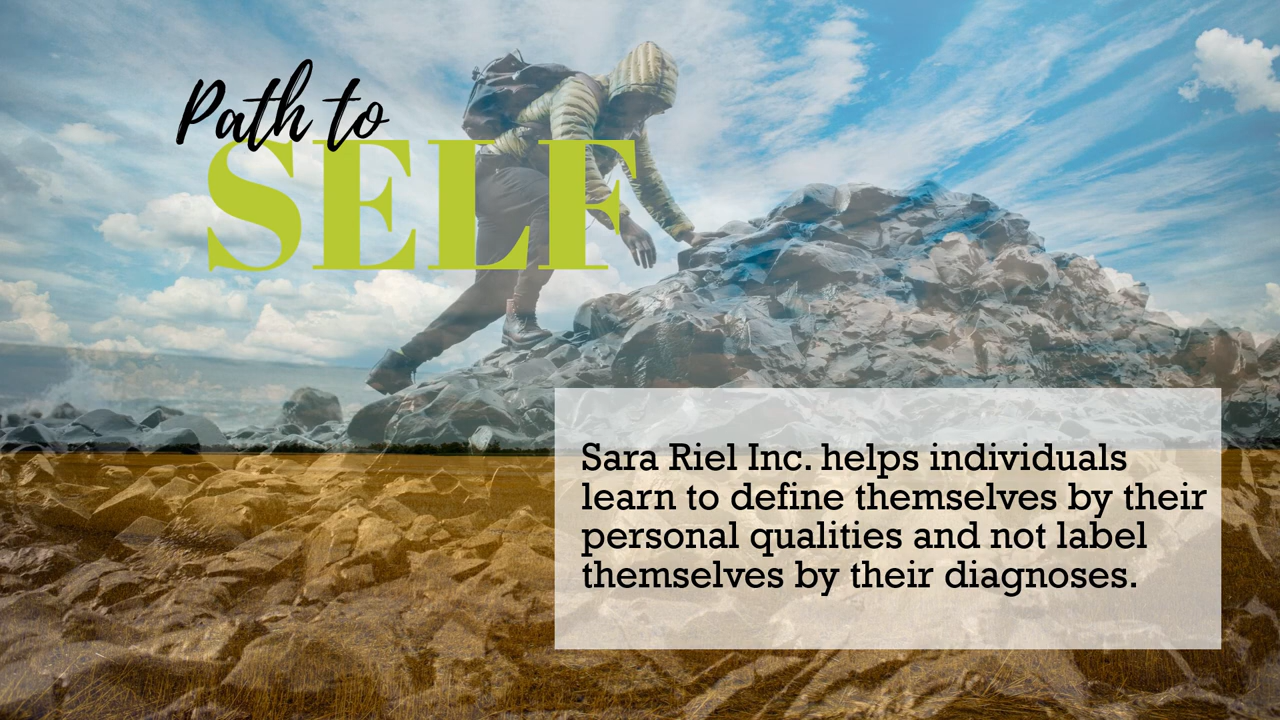 Path to
SELF
Sara Riel Inc. helps individuals
learn to define themselves by their
personal qualities and not label
themselves by their diagnoses.